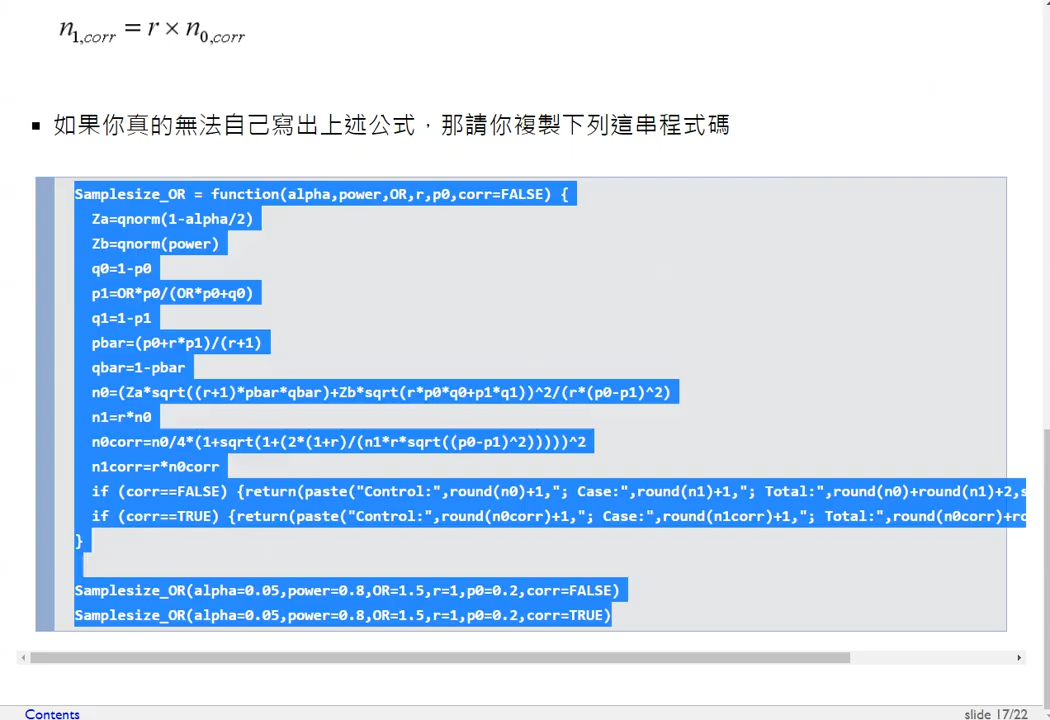 n1,corr = r × n0,corr
▪ 如果你真的無法自己寫出上述公式，那請你複製下列這串程式碼
Samplesize_OR = function(alpha,power,OR,r,p0,corr=FALSE) {
Za=qnorm(1-alpha/2)
Zb=qnorm(power)
q0=1-p0
p1=OR*p0/(OR*p0+q0)
q1=1-p1
pbar=(p0+r*p1)/(r+1)
qbar=1-pbar
n0=(Za*sqrt((r+1)*pbar*qbar)+Zb*sqrt(r*p0*q0+p1*q1))^2/(r*(p0-p1)^2)
n1=r*n0
n0corr=n0/4*(1+sqrt(1+(2*(1+r)/(n1*r*sqrt((p0-p1)^2)))))^2
n1corr=r*n0corr
if (corr==FALSE) {return(paste("Control:",round(n0)+1,"; Case:",round(n1)+1,"; Total:",round(n0)+round(n1)+2,s
if (corr==TRUE) {return(paste("Control:",round(n0corr)+1,"; Case:",round(n1corr)+1,"; Total:",round(n0corr)+ro
}
Samplesize_OR(alpha=0.05,power=0.8,OR=1.5,r=1,p0=0.2,corr=FALSE)
Samplesize_OR(alpha=0.05,power=0.8,OR=1.5,r=1,p0=0.2,corr=TRUE)
Contents
slide 17/22